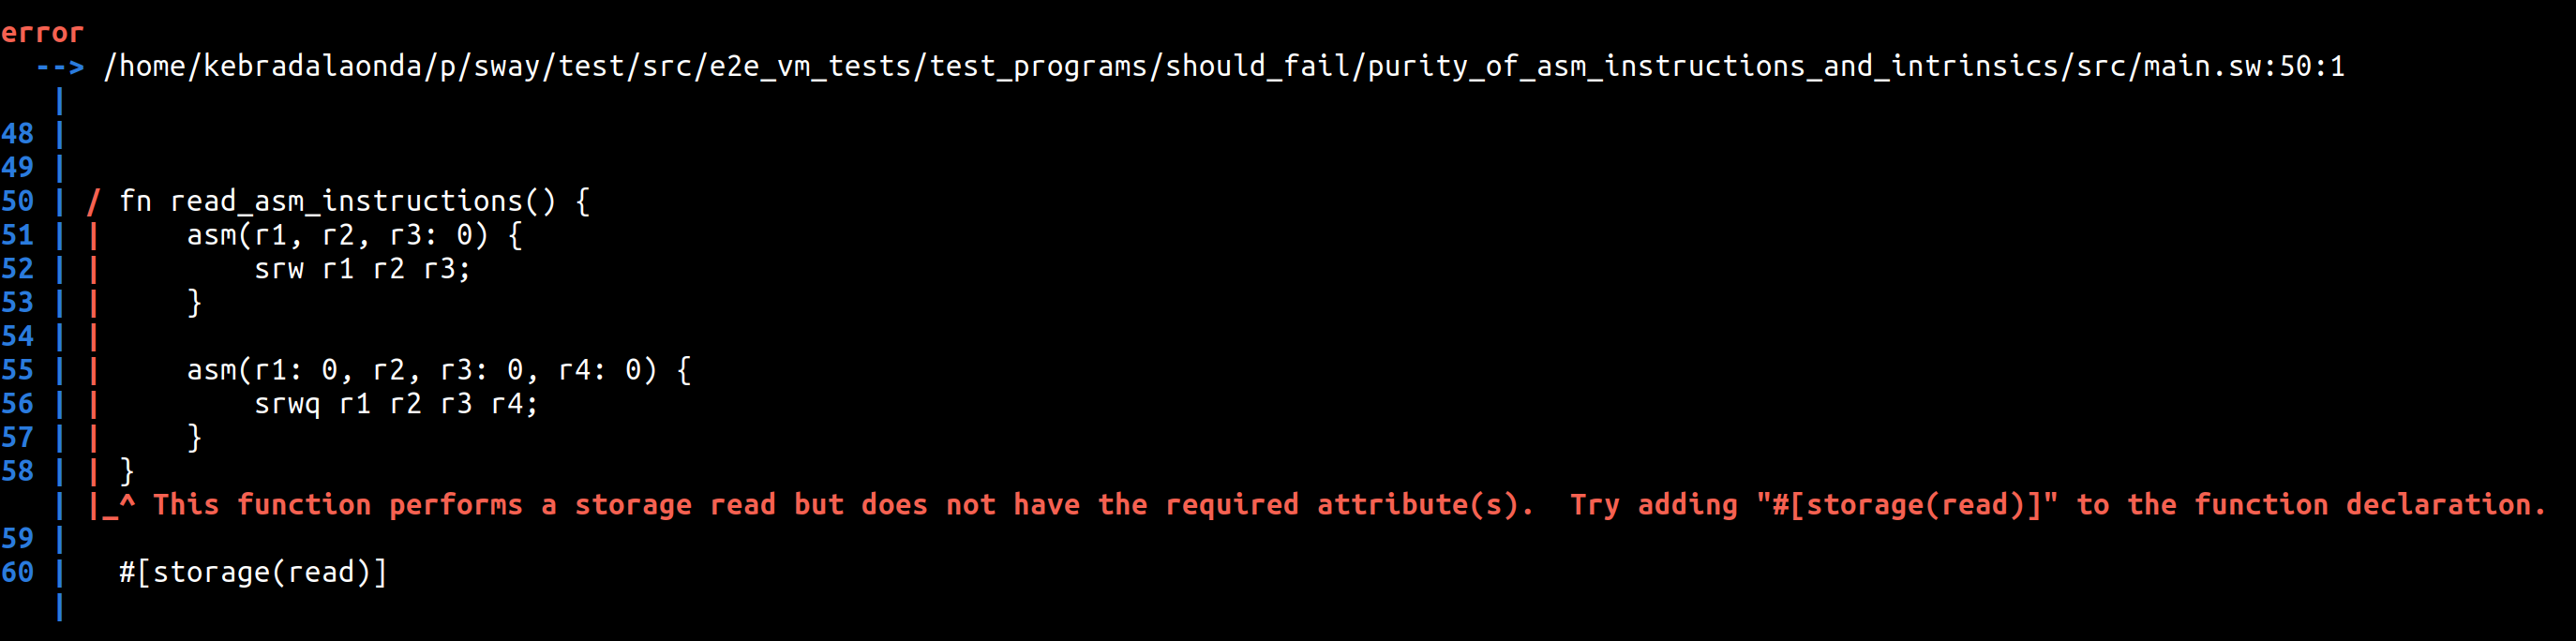 error
  --> /home/kebradalaonda/p/sway/test/src/e2e_vm_tests/test_programs/should_fail/purity_of_asm_instructions_and_intrinsics/src/main.sw:50:1
   |
48 |
49 |
50 | / fn read_asm_instructions() {
51 | |     asm(r1, r2, r3: 0) {
52 | |         srw r1 r2 r3;
53 | |     }
54 | |
55 | |     asm(r1: 0, r2, r3: 0, r4: 0) {
56 | |         srwq r1 r2 r3 r4;
57 | |     }
58 | | }
   | |_^ This function performs a storage read but does not have the required attribute(s).  Try adding "#[storage(read)]" to the function declaration.
59 |
60 |   #[storage(read)]
   |